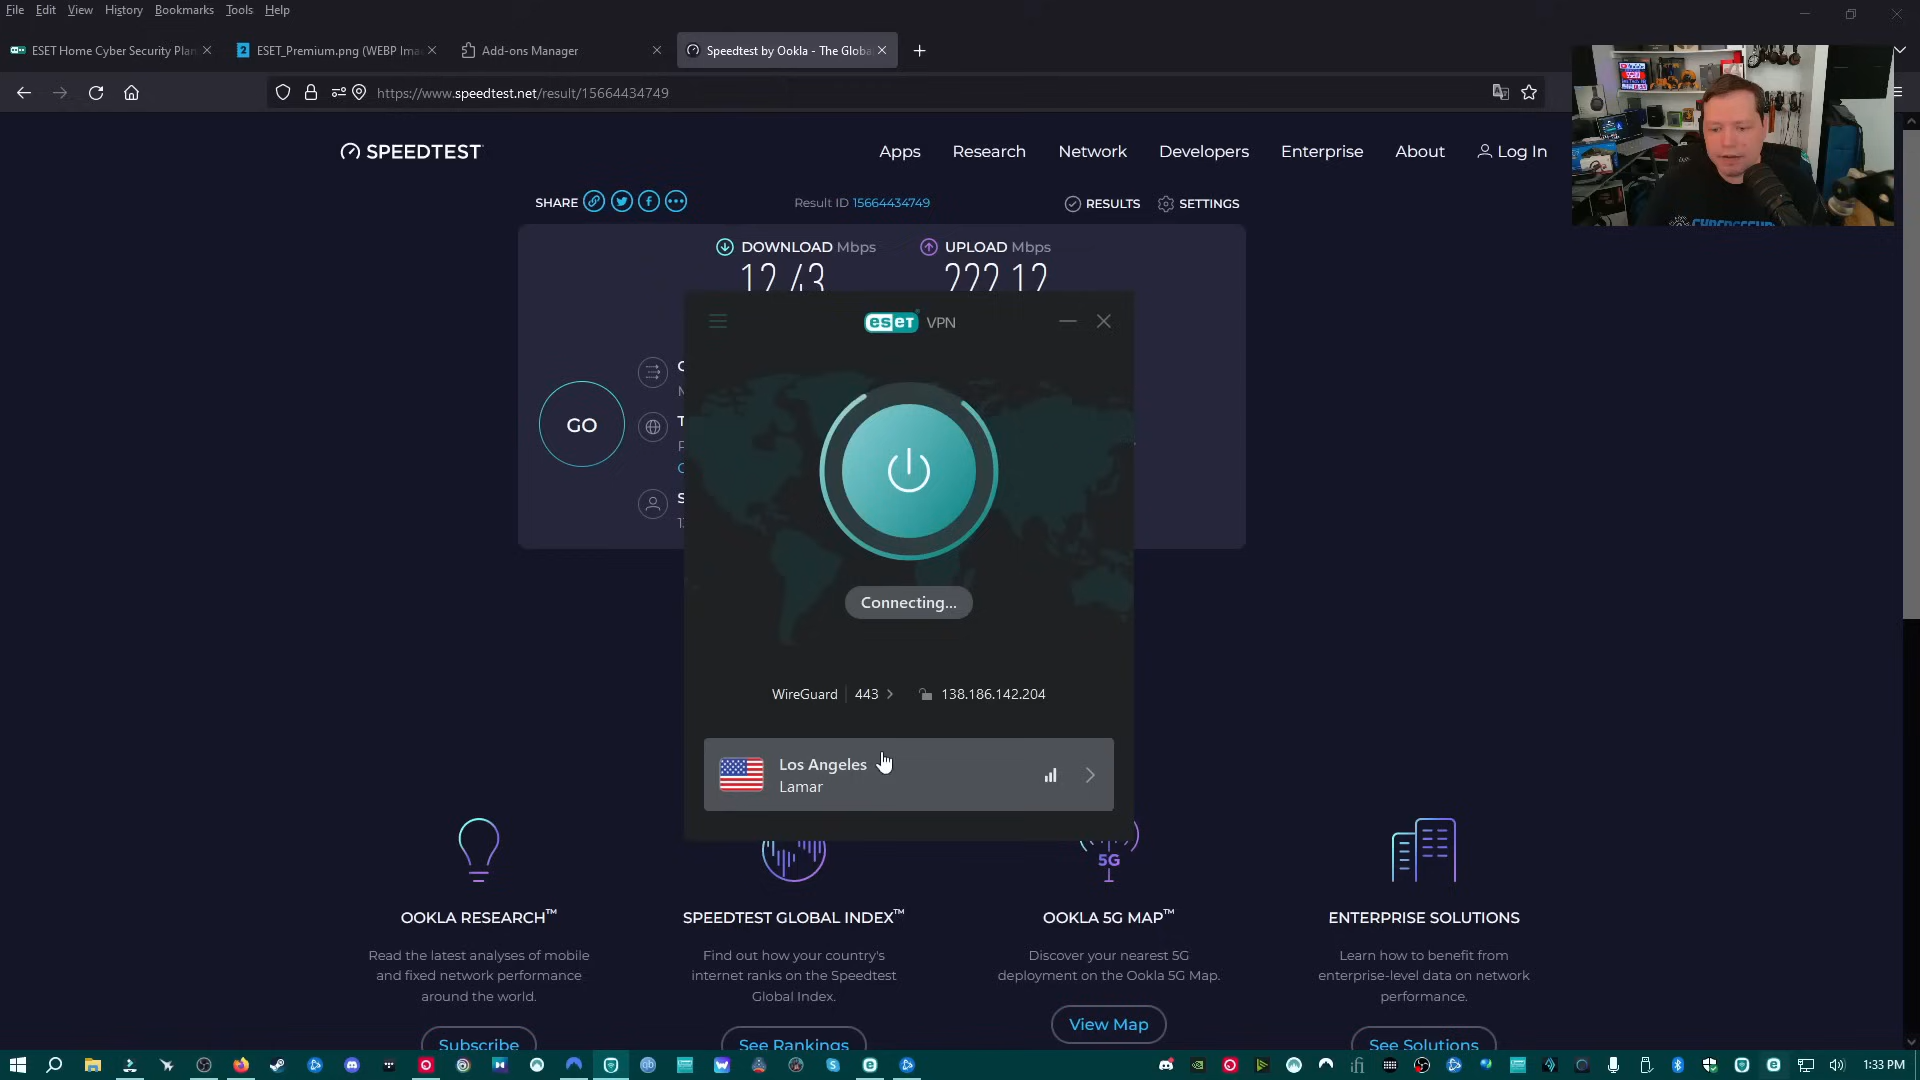 File Edit View History Bookmarks Tools Help
ESET Home Cyber Security Plan
ESET_Premium.png (WEBP Ima
Add-ons Manager
Speedtest by Ookla - The Globa
https://www.speedtest.net/result/15664434749
SPEEDTEST
Apps Research Network Developers Enterprise About Log In
SHARE Result ID 15664434749 RESULTS SETTINGS
DOWNLOAD Mbps UPLOAD Mbps
12.43 222.12
eset VPN
GO
Connecting...
WireGuard 443 138.186.142.204
Los Angeles
Lamar
5G
OOKLA RESEARCH™
Read the latest analyses of mobile
and fixed network performance
around the world.
Subscribe
SPEEDTEST GLOBAL INDEX™
Find out how your country's
internet ranks on the Speedtest
Global Index.
See Rankings
OOKLA 5G MAP™
Discover your nearest 5G
deployment on the Ookla 5G Map.
View Map
ENTERPRISE SOLUTIONS
Learn how to benefit from
enterprise-level data on network
performance.
See Solutions
1:33 PM